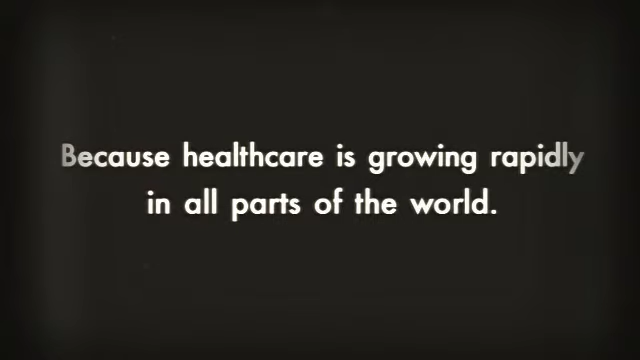 Because healthcare is growing rapidly
in all parts of the world.